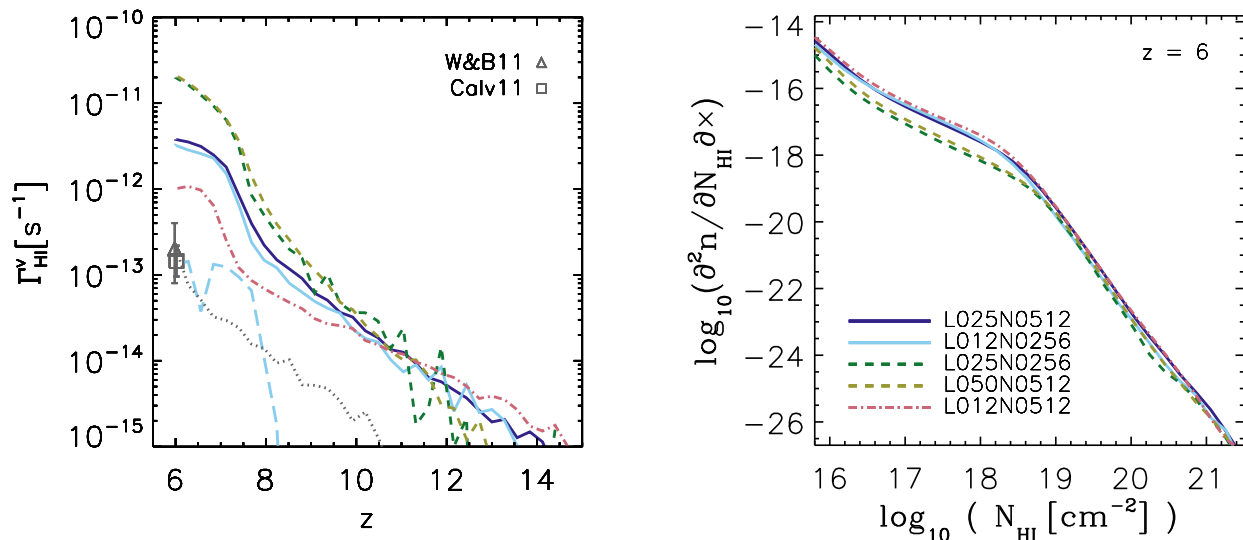 10⁻¹⁰
10⁻¹¹
10⁻¹²
10⁻¹³
10⁻¹⁴
10⁻¹⁵
Γᵛ_HI [s⁻¹]
W&B11
Calv11
6 8 10 12 14
z
−14
−16
−18
−20
−22
−24
−26
log₁₀(∂²n/∂N_HI ∂×)
z = 6
L025N0512
L012N0256
L025N0256
L050N0512
L012N0512
16 17 18 19 20 21
log₁₀ ( N_HI [cm⁻²] )